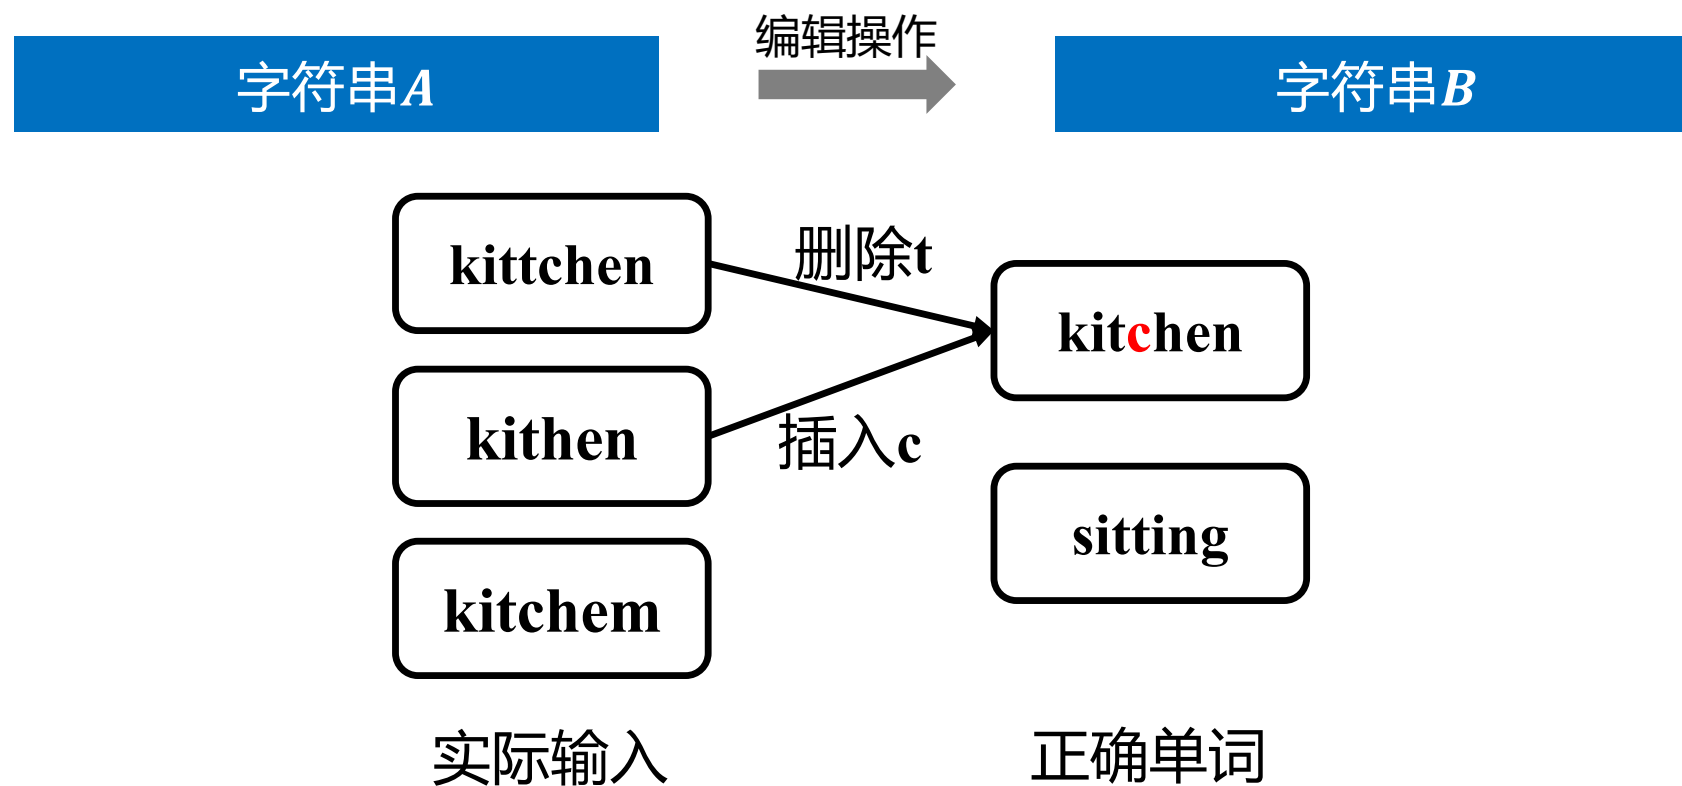 编辑操作
字符串A
字符串B
kittchen
删除t
kitchen
kithen
插入c
sitting
kitchem
实际输入
正确单词